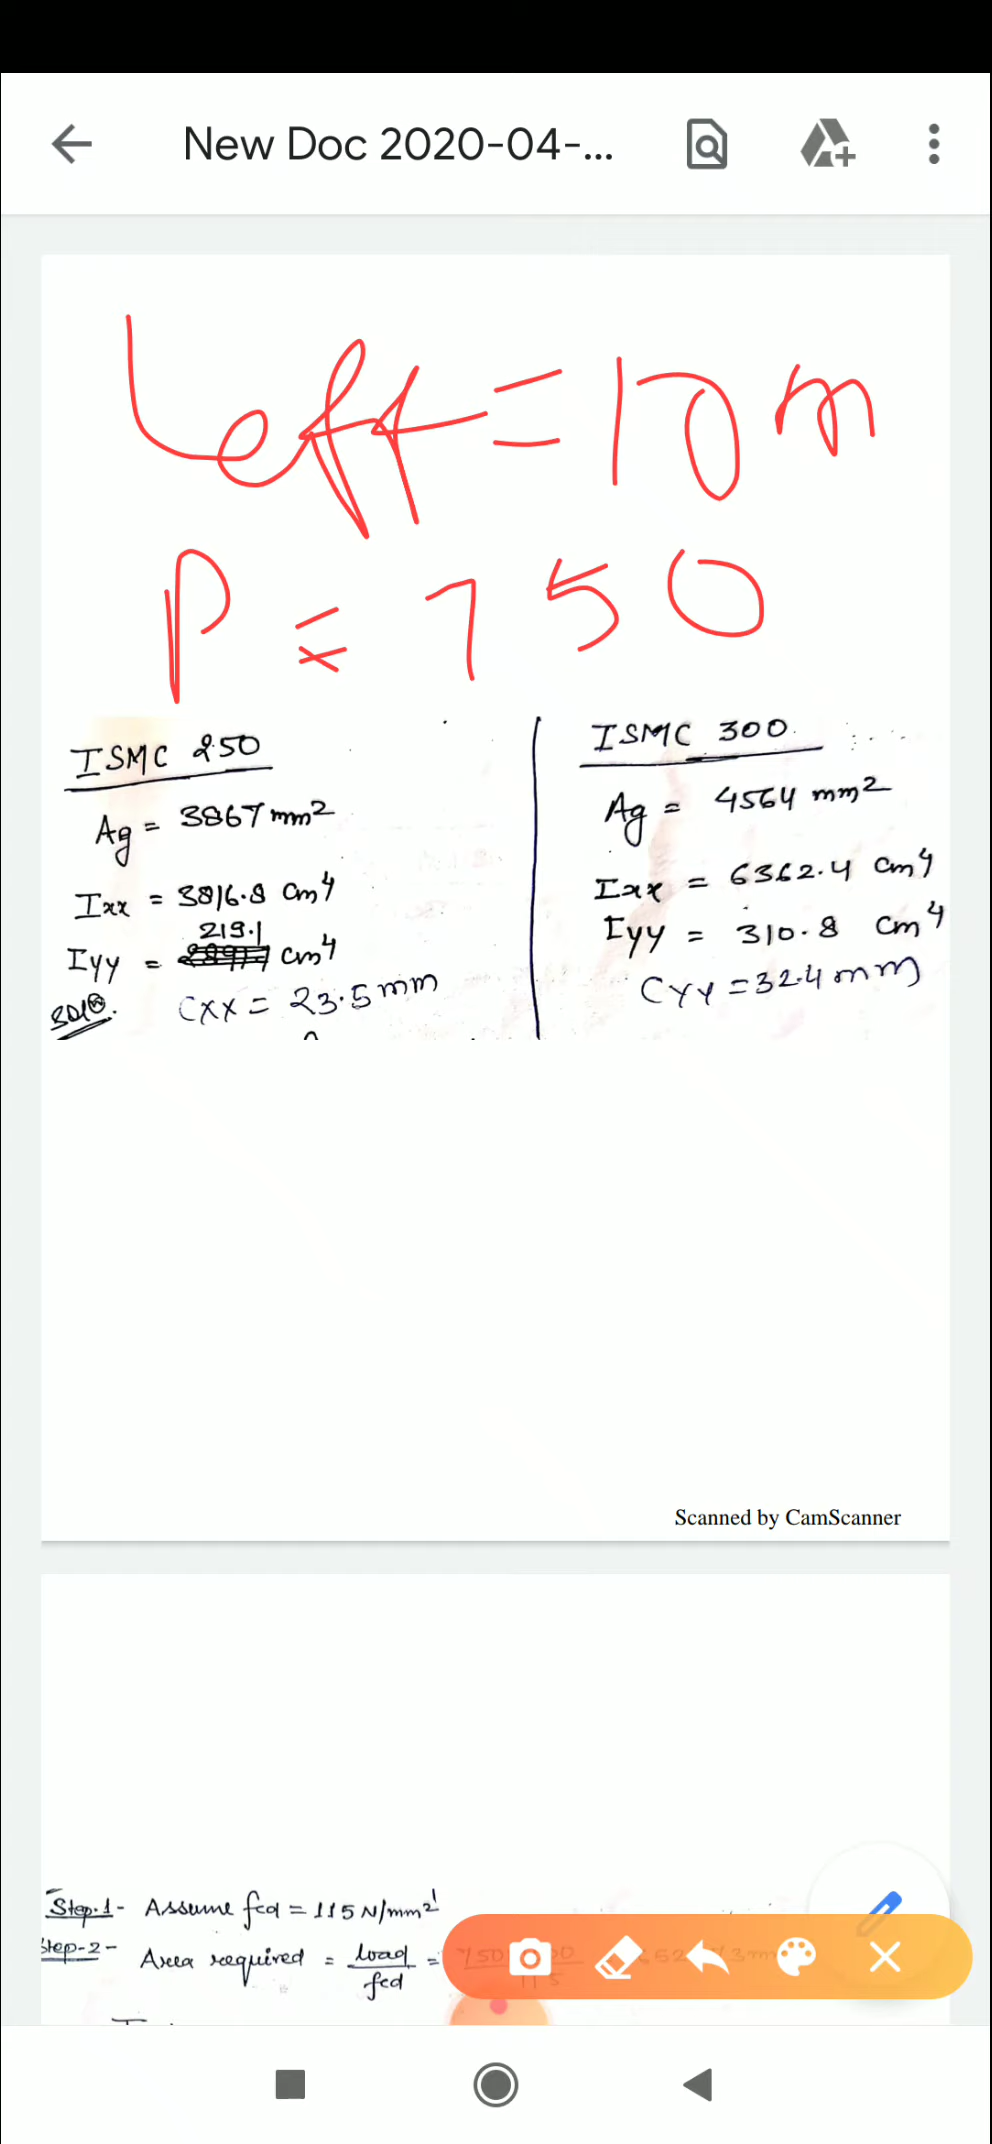 New Doc 2020-04-...
Leff = 10 m
P = 750
ISMC 250
Ag = 3867 mm2
Ixx = 3816.8 cm4
219.1
Iyy = cm4
Cxx = 23.5 mm
ISMC 300
Ag = 4564 mm2
Ixx = 6362.4 cm4
Iyy = 310.8 cm4
Cyy = 32.4 mm
Scanned by CamScanner
Step.1- Assume fcd = 115 N/mm2
Step-2- Area required = load/fcd =